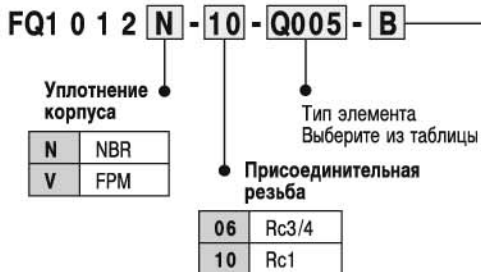 FQ1 0 1 2 N - 10 - Q005 - B
Уплотнение
корпуса
N NBR
V FPM
Тип элемента
Выберите из таблицы
Присоединительная
резьба
06 Rc3/4
10 Rc1